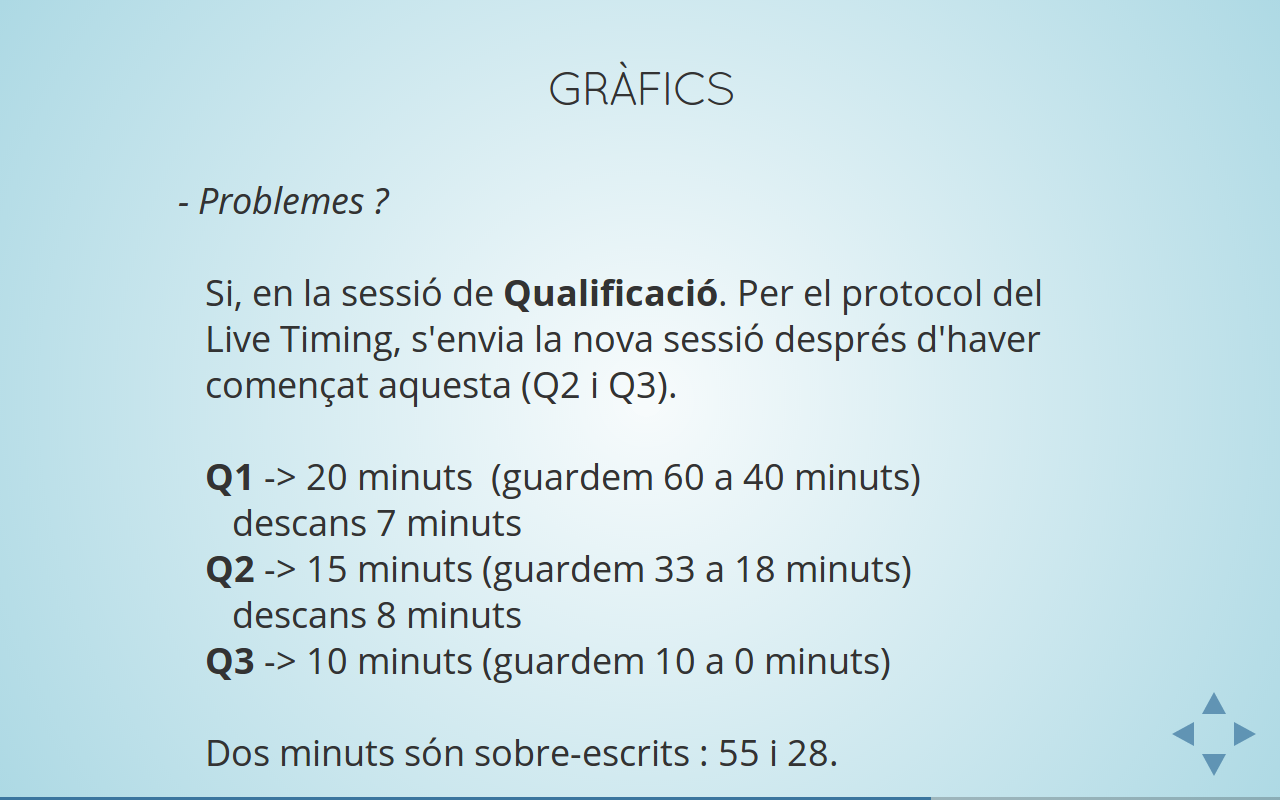 GRÀFICS
- Problemes ?
Si, en la sessió de Qualificació. Per el protocol del
Live Timing, s'envia la nova sessió després d'haver
començat aquesta (Q2 i Q3).
Q1 -> 20 minuts  (guardem 60 a 40 minuts)
descans 7 minuts
Q2 -> 15 minuts (guardem 33 a 18 minuts)
descans 8 minuts
Q3 -> 10 minuts (guardem 10 a 0 minuts)
Dos minuts són sobre-escrits : 55 i 28.